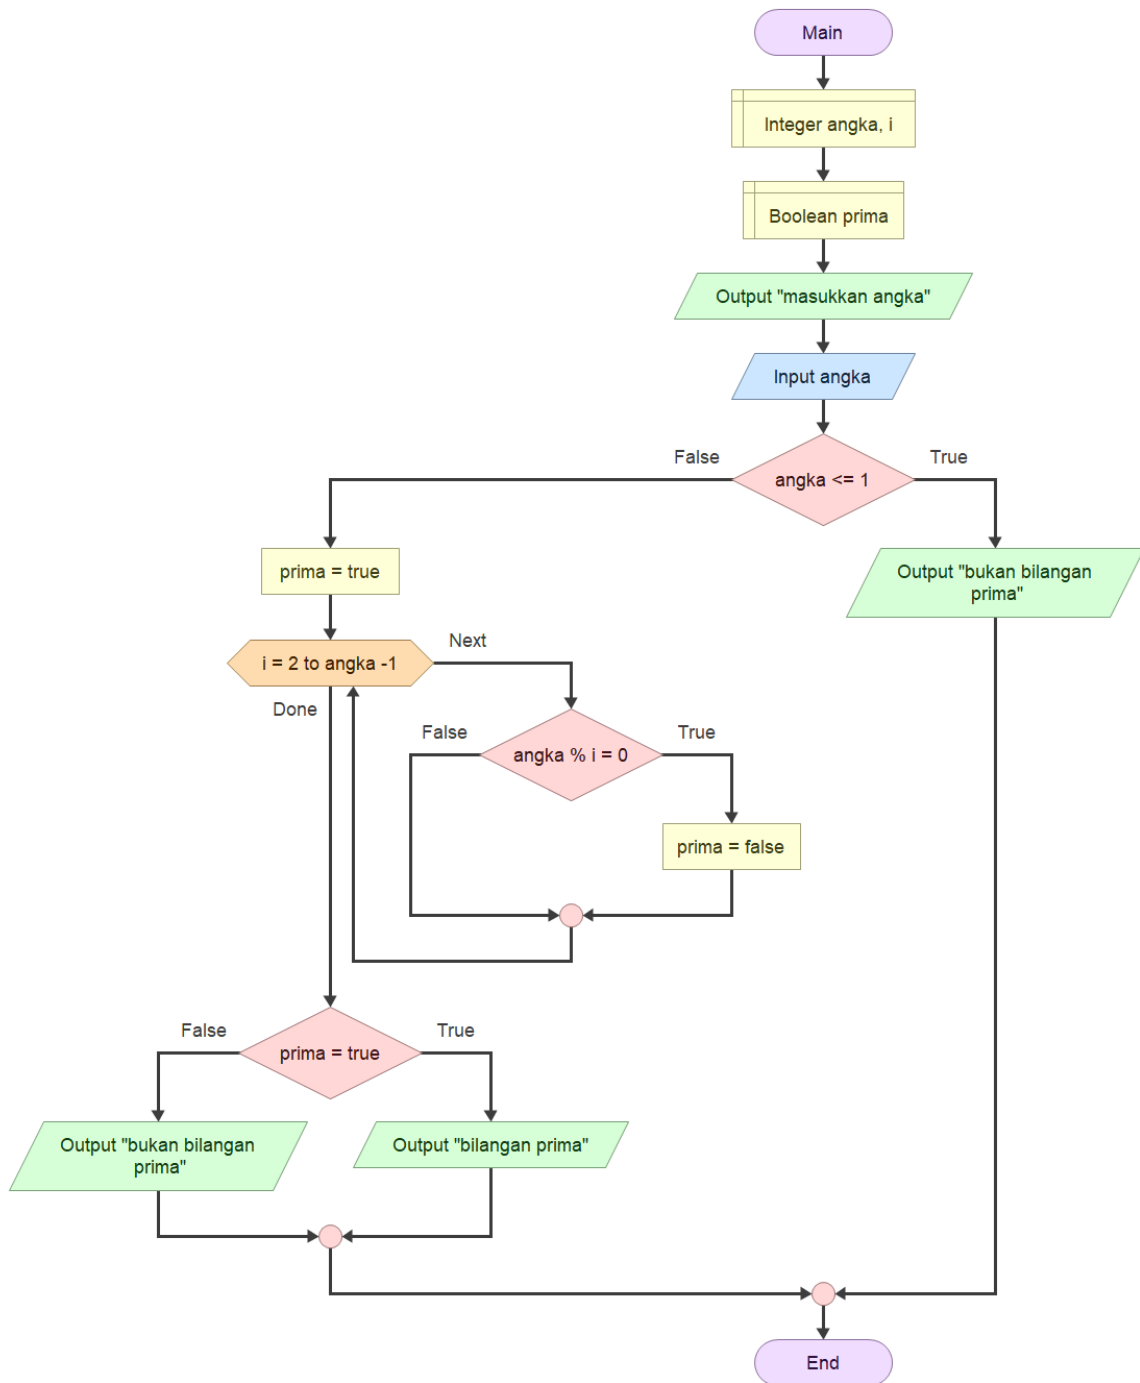 Main
Integer angka, i
Boolean prima
Output "masukkan angka"
Input angka
False
True
angka <= 1
prima = true
Output "bukan bilangan
prima"
i = 2 to angka -1
Next
Done
False
True
angka % i = 0
prima = false
False
True
prima = true
Output "bukan bilangan
prima"
Output "bilangan prima"
End